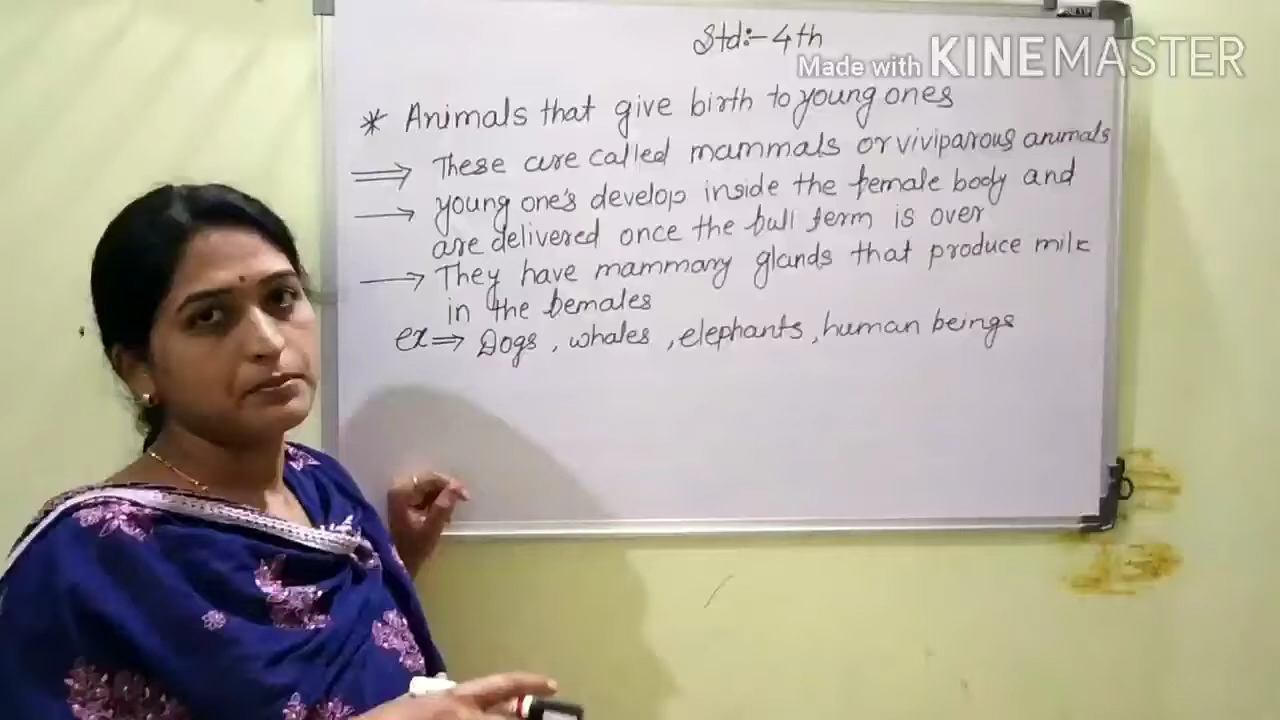 Std:- 4th
Made with KINEMASTER
* Animals that give birth to young ones
⇒ These are called mammals or viviparous animals
→ young one's develop inside the female body and
are delivered once the full term is over
→ They have mammary glands that produce milk
in the females
ex ⇒ Dogs, whales, elephants, human beings